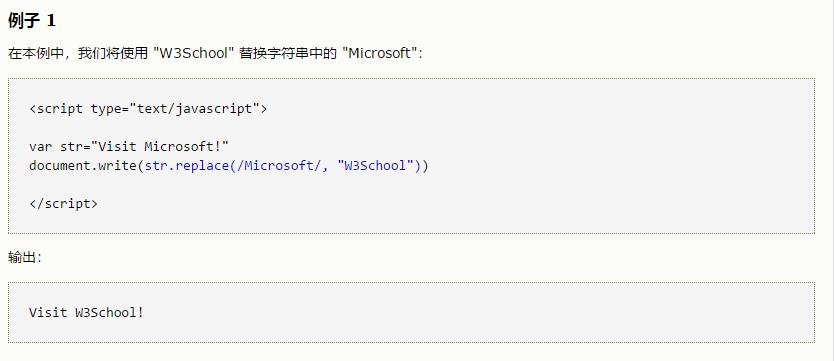 例子 1
在本例中，我们将使用 "W3School" 替换字符串中的 "Microsoft"：
<script type="text/javascript">
var str="Visit Microsoft!"
document.write(str.replace(/Microsoft/, "W3School"))
</script>
输出：
Visit W3School!